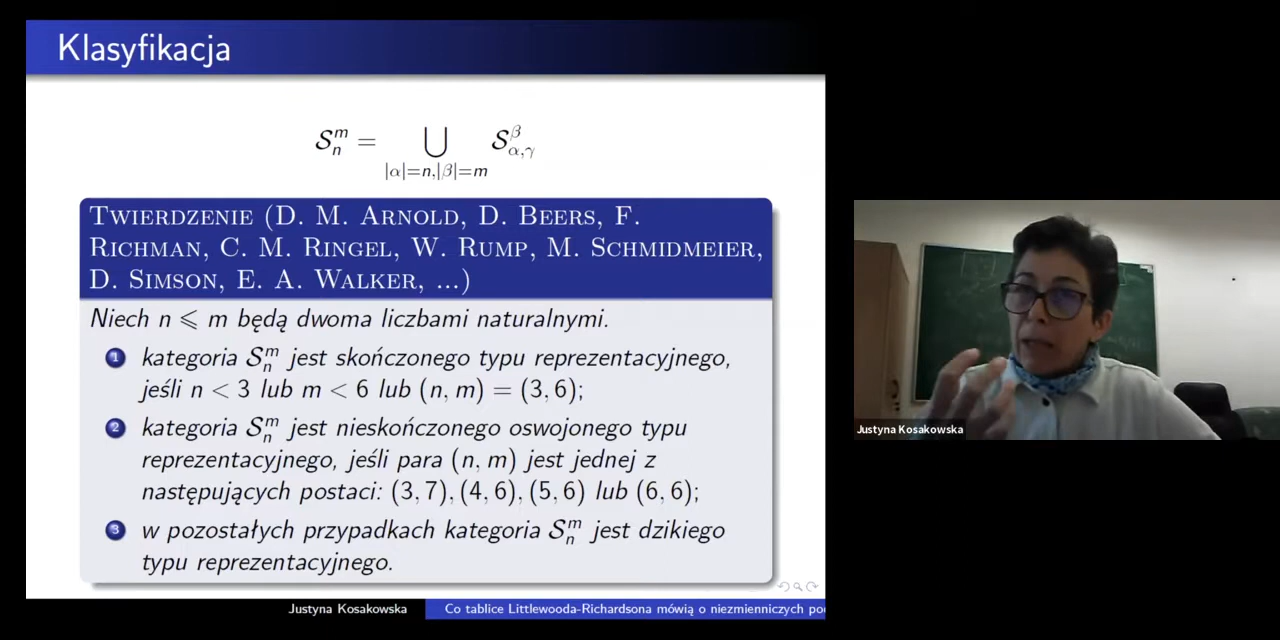 Klasyfikacja
𝒮ₙᵐ = ⋃ 𝒮^β_{α,γ}
|α|=n,|β|=m
Twierdzenie (D. M. Arnold, D. Beers, F.
Richman, C. M. Ringel, W. Rump, M. Schmidmeier,
D. Simson, E. A. Walker, ...)
Niech n ⩽ m będą dwoma liczbami naturalnymi.
1 kategoria 𝒮ₙᵐ jest skończonego typu reprezentacyjnego,
jeśli n < 3 lub m < 6 lub (n, m) = (3, 6);
2 kategoria 𝒮ₙᵐ jest nieskończonego oswojonego typu
reprezentacyjnego, jeśli para (n, m) jest jednej z
następujących postaci: (3, 7), (4, 6), (5, 6) lub (6, 6);
3 w pozostałych przypadkach kategoria 𝒮ₙᵐ jest dzikiego
typu reprezentacyjnego.
Justyna Kosakowska
Co tablice Littlewooda-Richardsona mówią o niezmienniczych po
Justyna Kosakowska